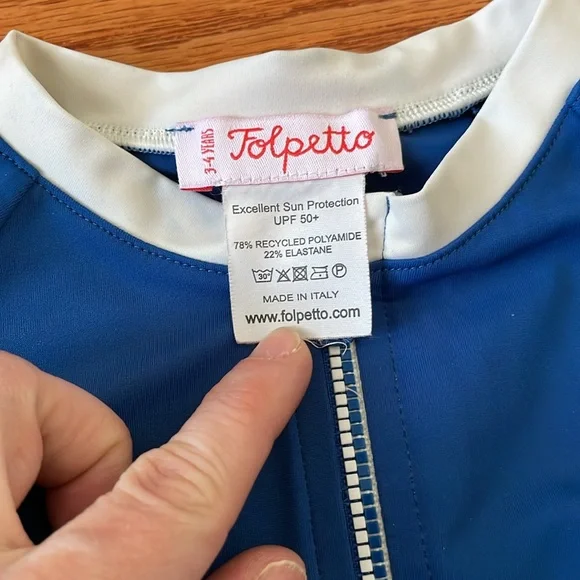 3-4 YEARS
Folpetto
Excellent Sun Protection
UPF 50+
78% RECYCLED POLYAMIDE
22% ELASTANE
30°
P
MADE IN ITALY
www.folpetto.com